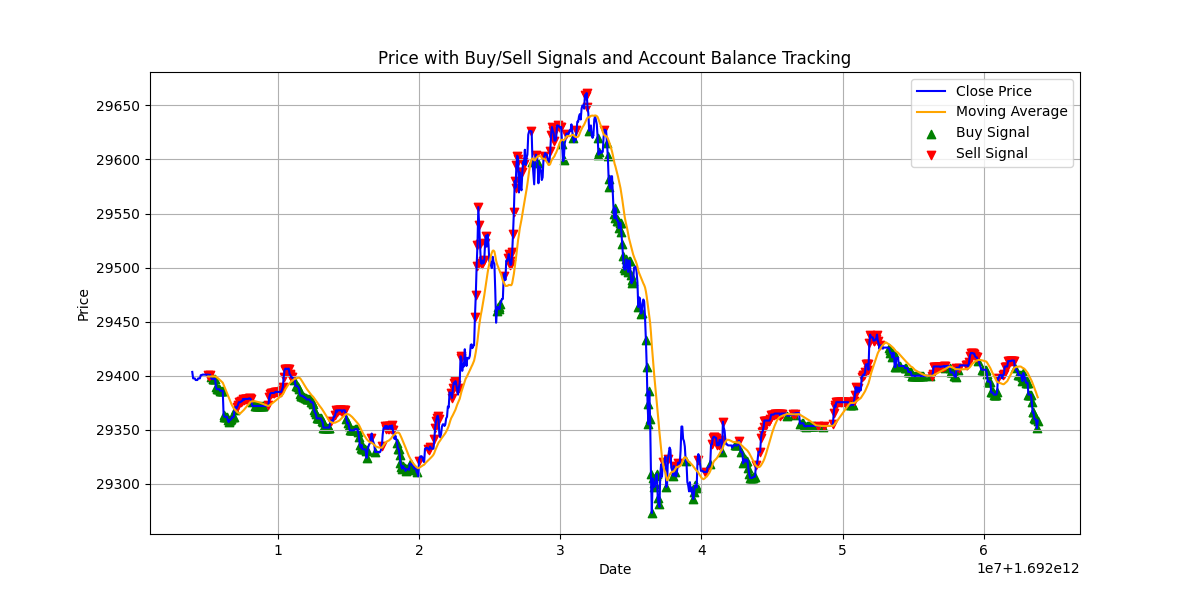 Price with Buy/Sell Signals and Account Balance Tracking
Close Price
Moving Average
Buy Signal
Sell Signal
29650
29600
29550
29500
29450
29400
29350
29300
Price
1 2 3 4 5 6
Date
1e7+1.692e12